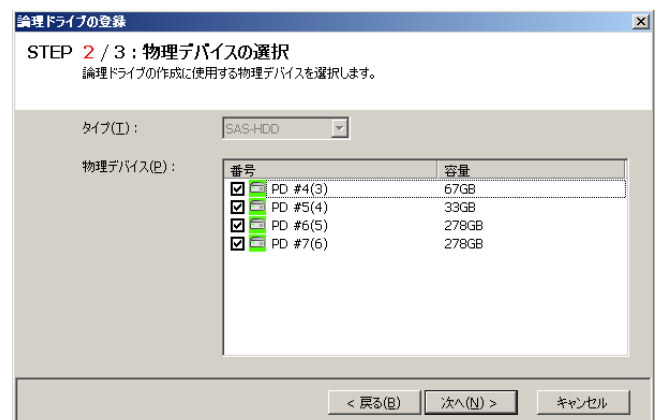 論理ドライブの登録
STEP 2 / 3 : 物理デバイスの選択
論理ドライブの作成に使用する物理デバイスを選択します。
タイプ(T) : SAS-HDD
物理デバイス(P) :
番号 容量
PD #4(3) 67GB
PD #5(4) 33GB
PD #6(5) 278GB
PD #7(6) 278GB
< 戻る(B) 次へ(N) > キャンセル